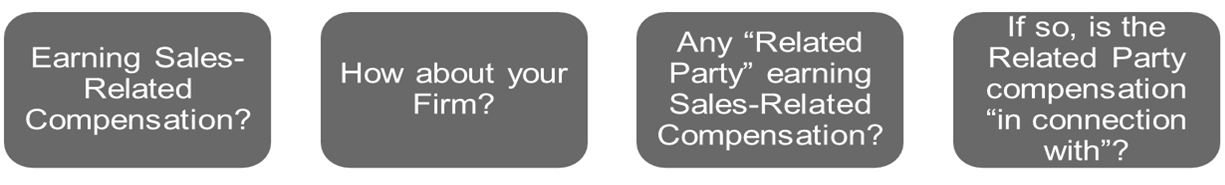 Earning Sales-
Related
Compensation?
How about your
Firm?
Any “Related
Party” earning
Sales-Related
Compensation?
If so, is the
Related Party
compensation
“in connection
with”?